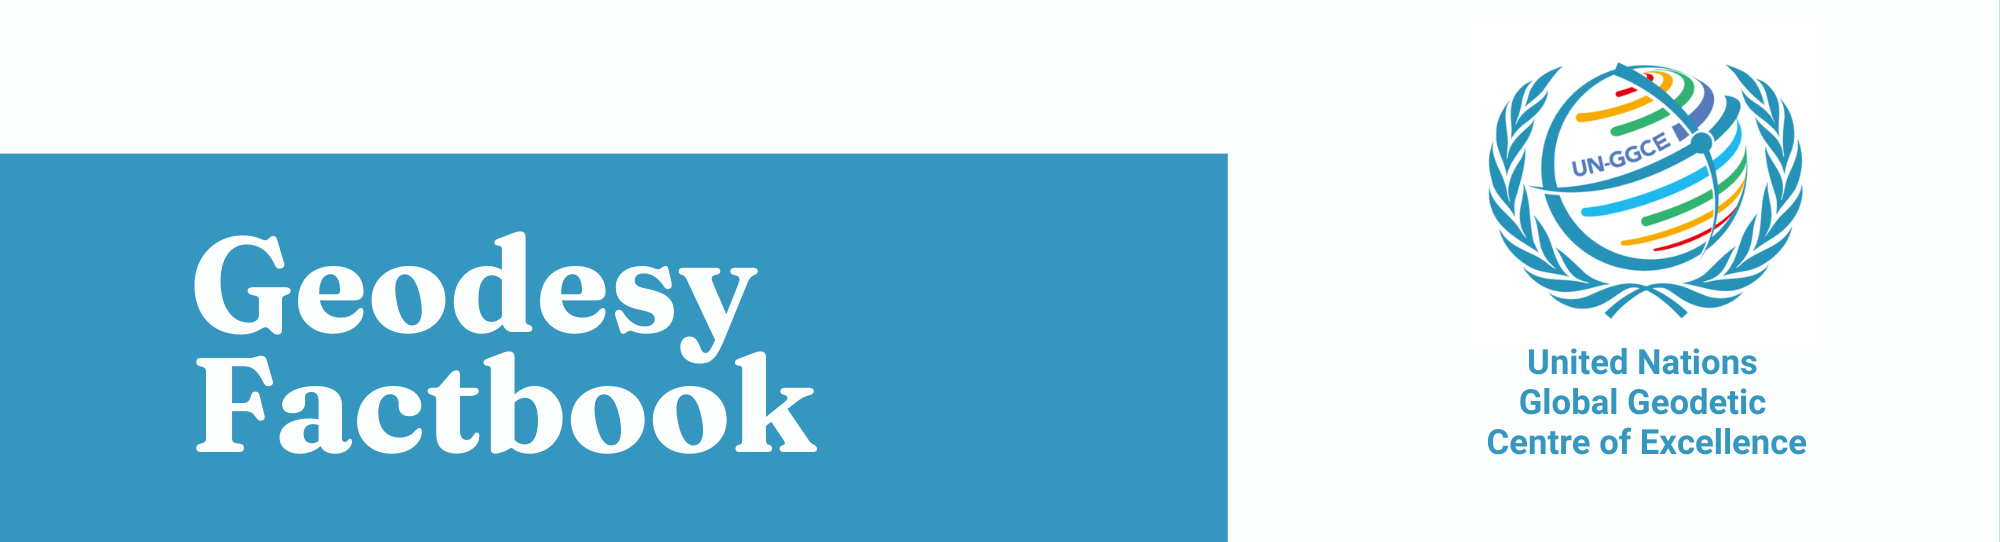 Geodesy
Factbook
UN-GGCE
United Nations
Global Geodetic
Centre of Excellence